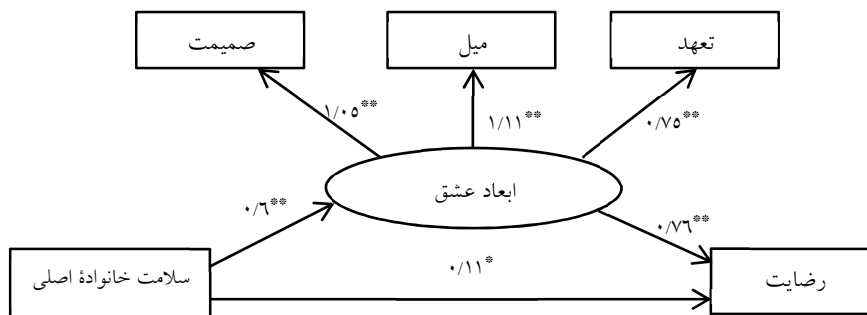 تعهد
میل
صمیمت
۱/۰۵**
۱/۱۱**
۰/۷۵**
ابعاد عشق
۰/۶**
۰/۷۶**
۰/۱۱*
سلامت خانوادهٔ اصلی
رضایت